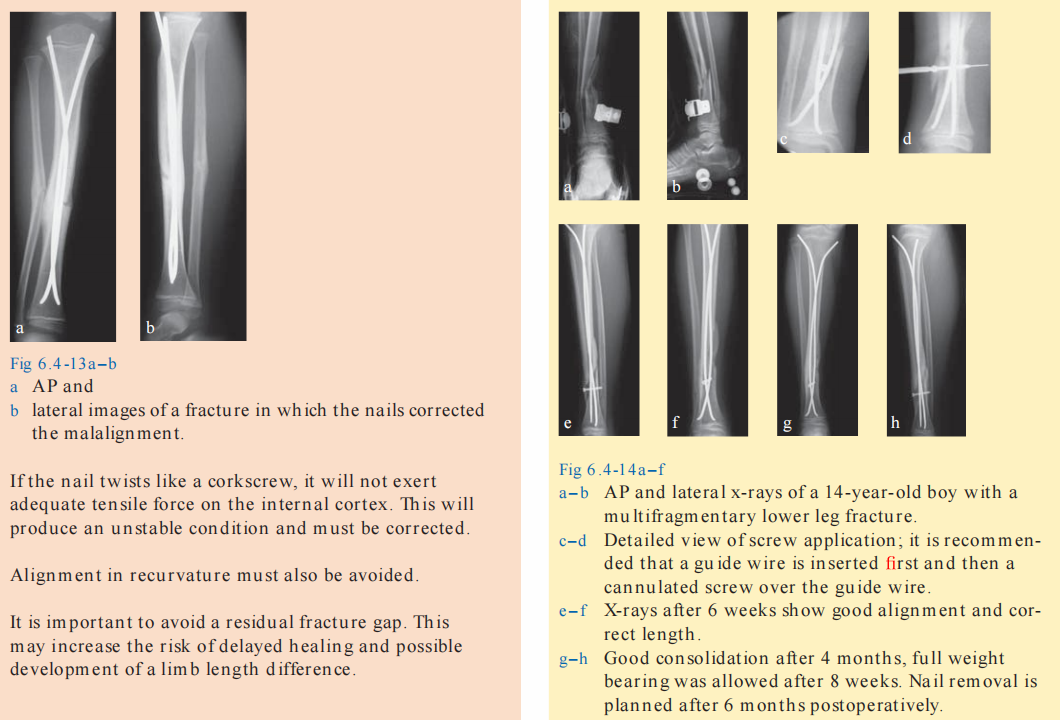 a
b
Fig 6.4-13a–b
a AP and
b lateral images of a fracture in which the nails corrected
the malalignment.
If the nail twists like a corkscrew, it will not exert
adequate tensile force on the internal cortex. This will
produce an unstable condition and must be corrected.
Alignment in recurvature must also be avoided.
It is important to avoid a residual fracture gap. This
may increase the risk of delayed healing and possible
development of a limb length difference.
a
b
c
d
e
f
g
h
Fig 6.4-14a–f
a–b AP and lateral x-rays of a 14-year-old boy with a
multifragmentary lower leg fracture.
c–d Detailed view of screw application; it is recommen-
ded that a guide wire is inserted first and then a
cannulated screw over the guide wire.
e–f X-rays after 6 weeks show good alignment and cor-
rect length.
g–h Good consolidation after 4 months, full weight
bearing was allowed after 8 weeks. Nail removal is
planned after 6 months postoperatively.